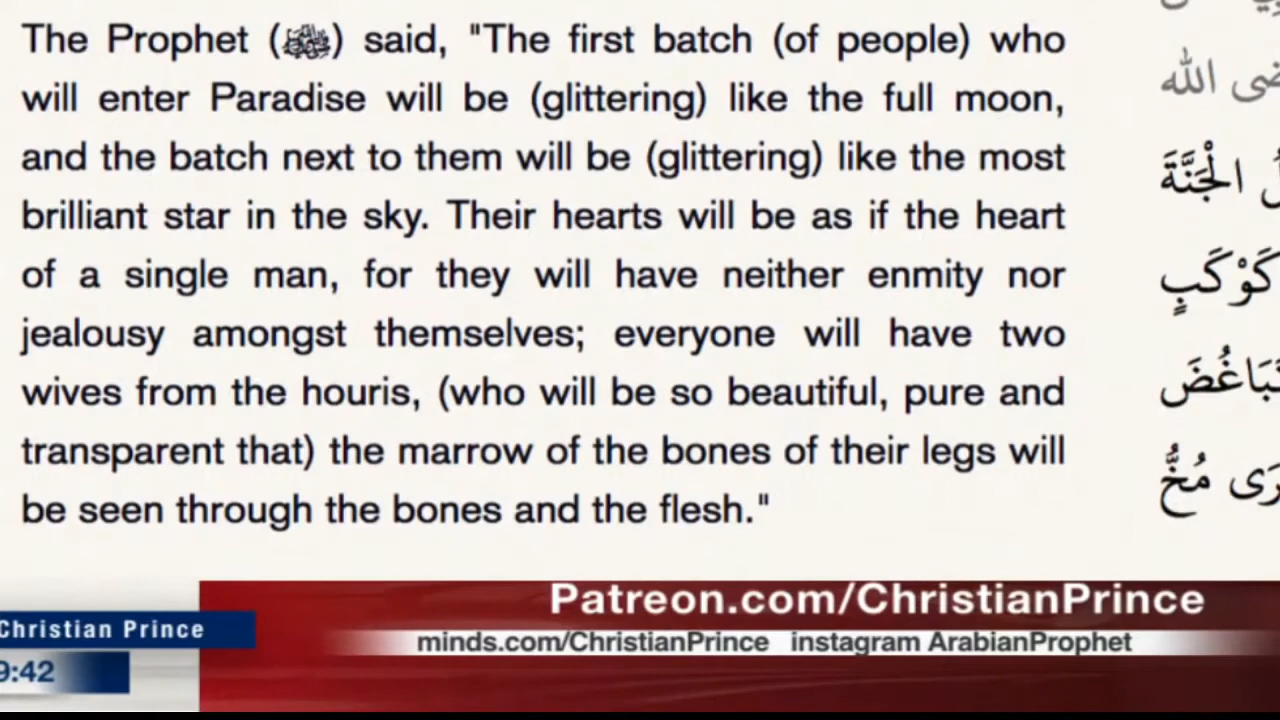 The Prophet (ﷺ) said, "The first batch (of people) who
will enter Paradise will be (glittering) like the full moon,
and the batch next to them will be (glittering) like the most
brilliant star in the sky. Their hearts will be as if the heart
of a single man, for they will have neither enmity nor
jealousy amongst themselves; everyone will have two
wives from the houris, (who will be so beautiful, pure and
transparent that) the marrow of the bones of their legs will
be seen through the bones and the flesh."
الله
الْجَنَّةَ
كَوْكَبٍ
مُخُّ
Patreon.com/ChristianPrince
Christian Prince
minds.com/ChristianPrince instagram ArabianProphet
9:42